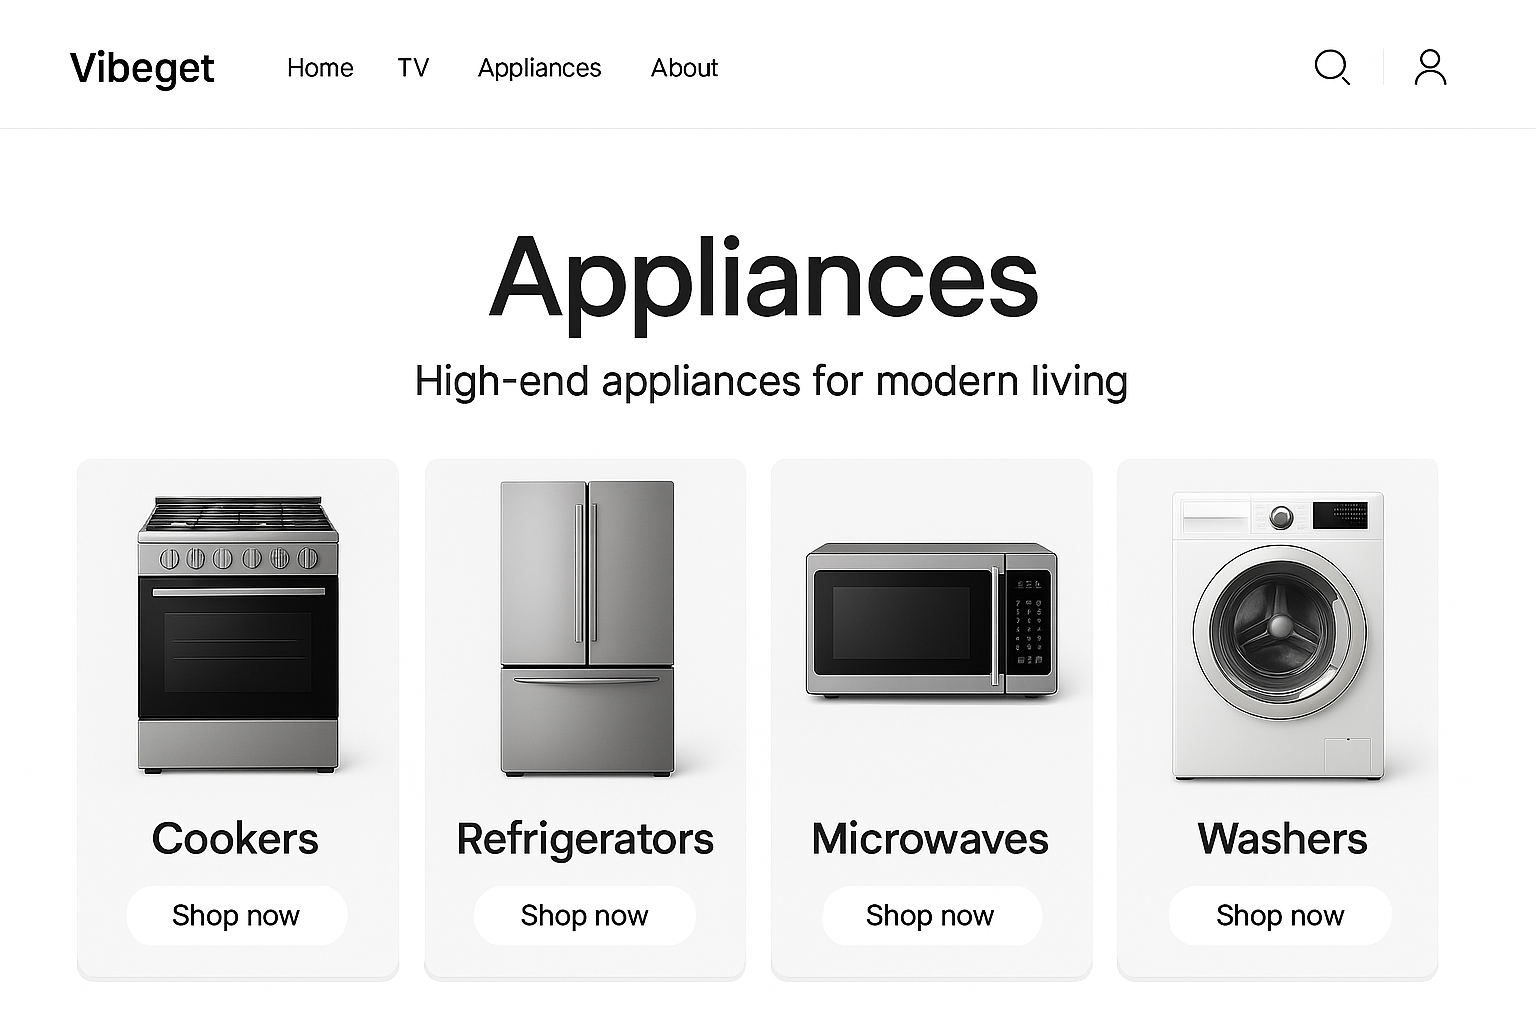 Vibeget Home TV Appliances About
Appliances
High-end appliances for modern living
Cookers
Shop now
Refrigerators
Shop now
Microwaves
Shop now
Washers
Shop now